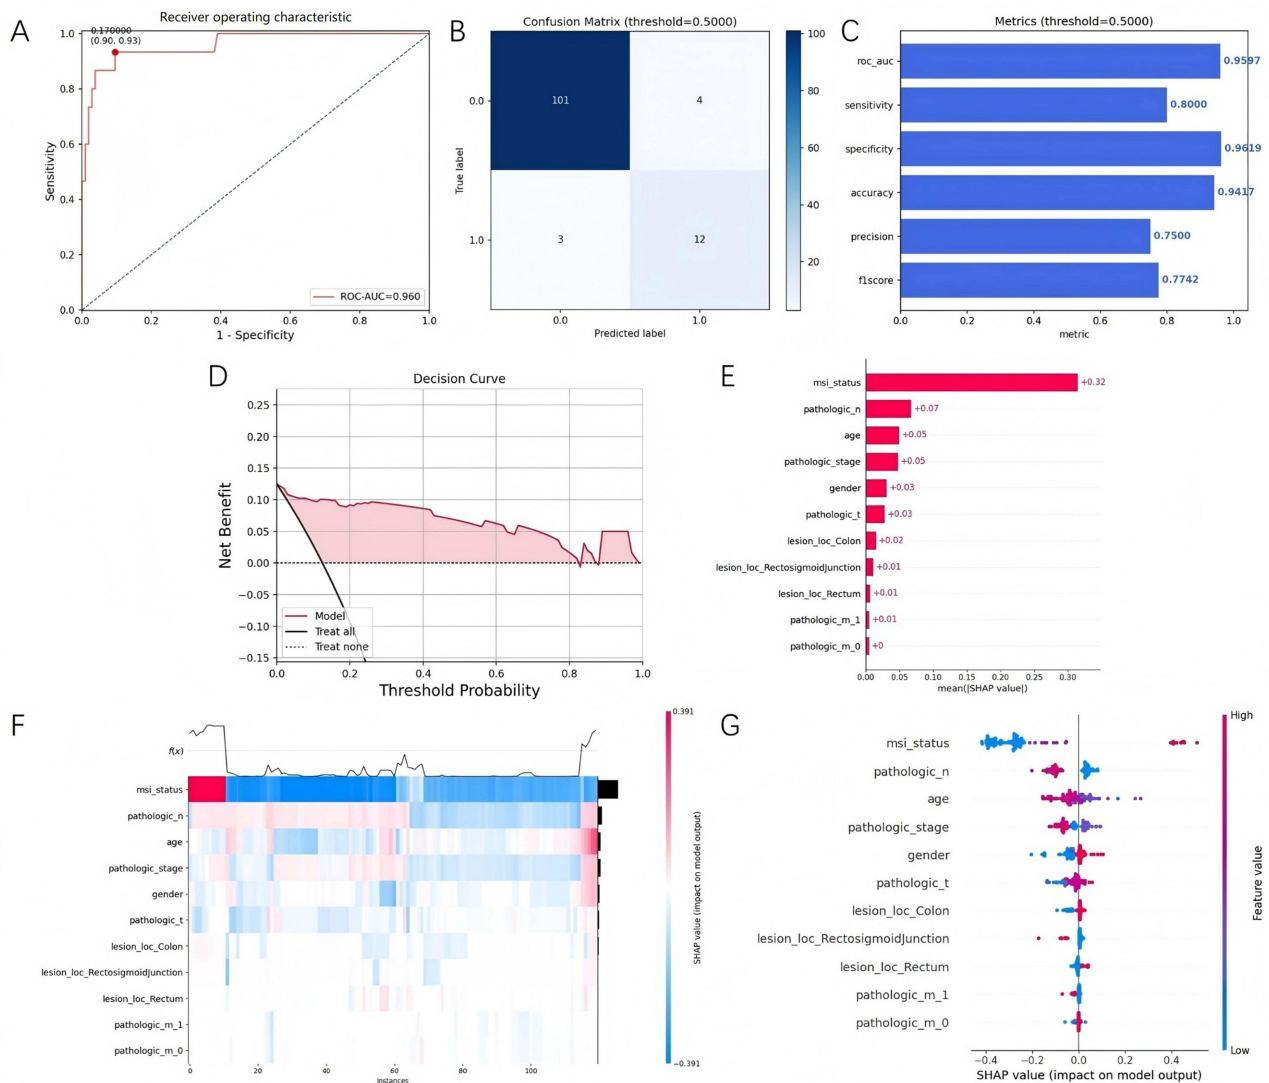 A
Receiver operating characteristic
0.170000
(0.90, 0.93)
1.0
0.8
0.6
0.4
0.2
0.0
Sensitivity
0.0 0.2 0.4 0.6 0.8 1.0
1 - Specificity
ROC-AUC=0.960
B
Confusion Matrix (threshold=0.5000)
True label
0.0
1.0
101 4
3 12
0.0 1.0
Predicted label
100
80
60
40
20
C
Metrics (threshold=0.5000)
roc_auc 0.9597
sensitivity 0.8000
specificity 0.9619
accuracy 0.9417
precision 0.7500
f1score 0.7742
0.0 0.2 0.4 0.6 0.8 1.0
metric
D
Decision Curve
Net Benefit
0.25
0.20
0.15
0.10
0.05
0.00
−0.05
−0.10
−0.15
Model
Treat all
Treat none
0.0 0.2 0.4 0.6 0.8 1.0
Threshold Probability
E
msi_status +0.32
pathologic_n +0.07
age +0.05
pathologic_stage +0.05
gender +0.03
pathologic_t +0.03
lesion_loc_Colon +0.02
lesion_loc_RectosigmoidJunction +0.01
lesion_loc_Rectum +0.01
pathologic_m_1 +0.01
pathologic_m_0 +0
0.00 0.05 0.10 0.15 0.20 0.25 0.30
mean(|SHAP value|)
F
f(x)
msi_status
pathologic_n
age
pathologic_stage
gender
pathologic_t
lesion_loc_Colon
lesion_loc_RectosigmoidJunction
lesion_loc_Rectum
pathologic_m_1
pathologic_m_0
0 20 40 60 80 100
Instances
0.391
SHAP value (impact on model output)
−0.391
G
msi_status
pathologic_n
age
pathologic_stage
gender
pathologic_t
lesion_loc_Colon
lesion_loc_RectosigmoidJunction
lesion_loc_Rectum
pathologic_m_1
pathologic_m_0
−0.4 −0.2 0.0 0.2 0.4
SHAP value (impact on model output)
High
Feature value
Low